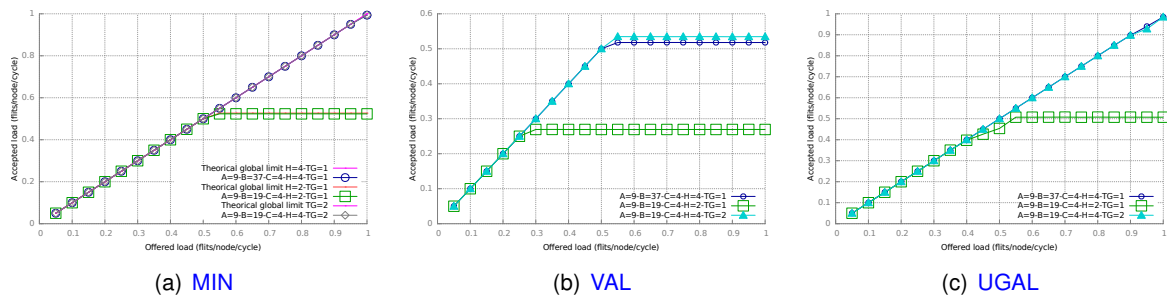 1
0.9
0.8
0.7
0.6
0.5
0.4
0.3
0.2
0.1
0
Accepted load (flits/node/cycle)
Theorical global limit H=4-TG=1
A=9-B=37-C=4-H=4-TG=1
Theorical global limit H=2-TG=1
A=9-B=19-C=4-H=2-TG=1
Theorical global limit TG=2
A=9-B=19-C=4-H=4-TG=2
0.1 0.2 0.3 0.4 0.5 0.6 0.7 0.8 0.9 1
Offered load (flits/node/cycle)
(a) MIN
0.6
0.5
0.4
0.3
0.2
0.1
0
Accepted load (flits/node/cycle)
A=9-B=37-C=4-H=4-TG=1
A=9-B=19-C=4-H=2-TG=1
A=9-B=19-C=4-H=4-TG=2
0.1 0.2 0.3 0.4 0.5 0.6 0.7 0.8 0.9 1
Offered load (flits/node/cycle)
(b) VAL
1
0.9
0.8
0.7
0.6
0.5
0.4
0.3
0.2
0.1
0
Accepted load (flits/node/cycle)
A=9-B=37-C=4-H=4-TG=1
A=9-B=19-C=4-H=2-TG=1
A=9-B=19-C=4-H=4-TG=2
0.1 0.2 0.3 0.4 0.5 0.6 0.7 0.8 0.9 1
Offered load (flits/node/cycle)
(c) UGAL